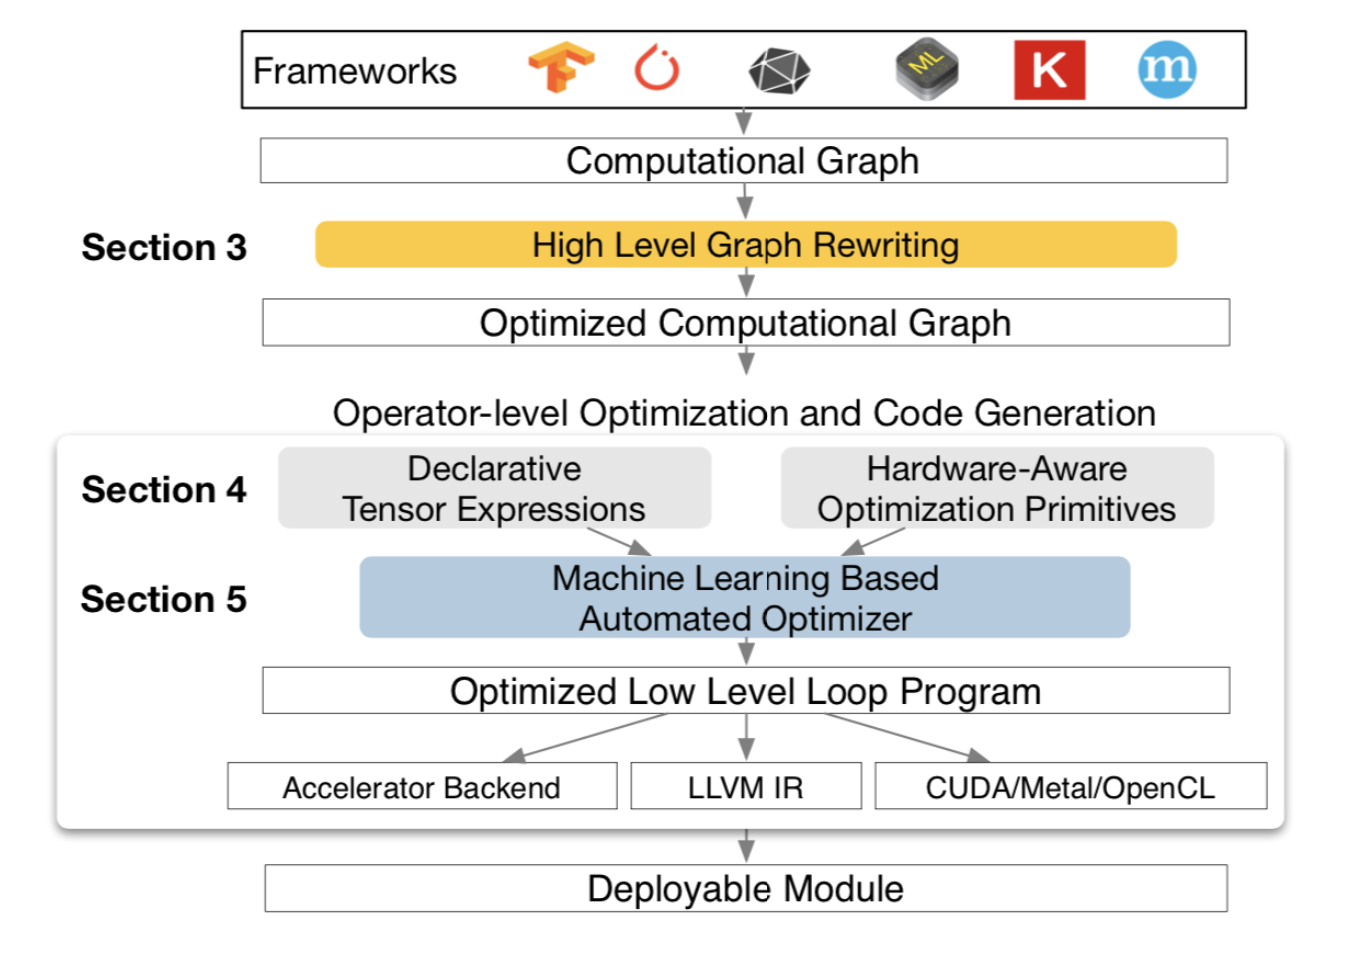 Frameworks
ML
K
m
Computational Graph
Section 3
High Level Graph Rewriting
Optimized Computational Graph
Operator-level Optimization and Code Generation
Section 4
Declarative
Tensor Expressions
Hardware-Aware
Optimization Primitives
Section 5
Machine Learning Based
Automated Optimizer
Optimized Low Level Loop Program
Accelerator Backend
LLVM IR
CUDA/Metal/OpenCL
Deployable Module